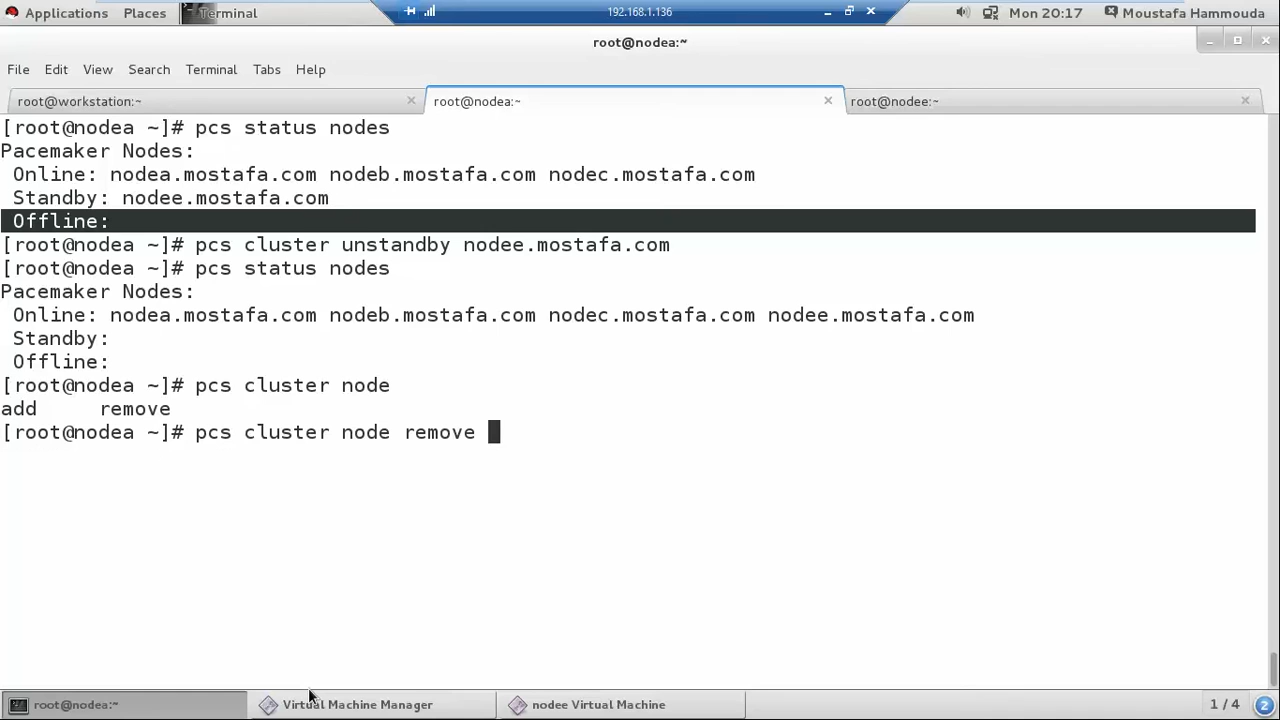 Applications Places Terminal 192.168.1.136 Mon 20:17 Moustafa Hammouda
root@nodea:~
File Edit View Search Terminal Tabs Help
root@workstation:~ × root@nodea:~ × root@nodee:~ ×
[root@nodea ~]# pcs status nodes
Pacemaker Nodes:
 Online: nodea.mostafa.com nodeb.mostafa.com nodec.mostafa.com
 Standby: nodee.mostafa.com
 Offline:
[root@nodea ~]# pcs cluster unstandby nodee.mostafa.com
[root@nodea ~]# pcs status nodes
Pacemaker Nodes:
 Online: nodea.mostafa.com nodeb.mostafa.com nodec.mostafa.com nodee.mostafa.com
 Standby:
 Offline:
[root@nodea ~]# pcs cluster node
add     remove
[root@nodea ~]# pcs cluster node remove
root@nodea:~ Virtual Machine Manager nodee Virtual Machine 1 / 4 2